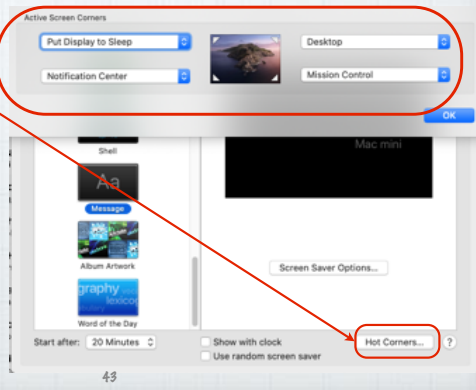 Active Screen Corners
Put Display to Sleep
Desktop
Notification Center
Mission Control
OK
Mac mini
Shell
Aa
Message
Album Artwork
graphy
lexico
Word of the Day
Screen Saver Options...
Start after: 20 Minutes
Show with clock
Hot Corners... ?
Use random screen saver
43